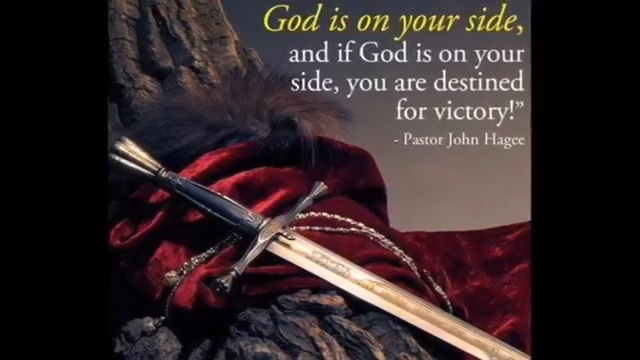 God is on your side,
and if God is on your
side, you are destined
for victory!”
- Pastor John Hagee